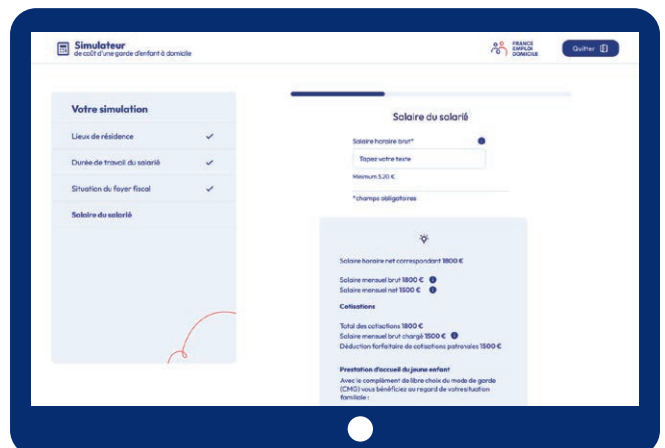 Simulateur
de coût d'une garde d'enfant à domicile
FRANCE
EMPLOI
DOMICILE
Quitter
Votre simulation
Lieux de résidence
Durée de travail du salarié
Situation du foyer fiscal
Salaire du salarié
Salaire du salarié
Salaire horaire brut*
Tapez votre texte
Minimum 3.20 €
*champs obligatoires
Salaire horaire net correspondant 1800 €
Salaire mensuel brut 1800 €
Salaire mensuel net 1500 €
Cotisations
Total des cotisations 1800 €
Salaire mensuel brut chargé 1500 €
Déduction forfaitaire de cotisations patronales 1500 €
Prestation d'accueil du jeune enfant
Avec le complément de libre choix du mode de garde
(CMG) vous bénéficiez au regard de votre situation
familiale :